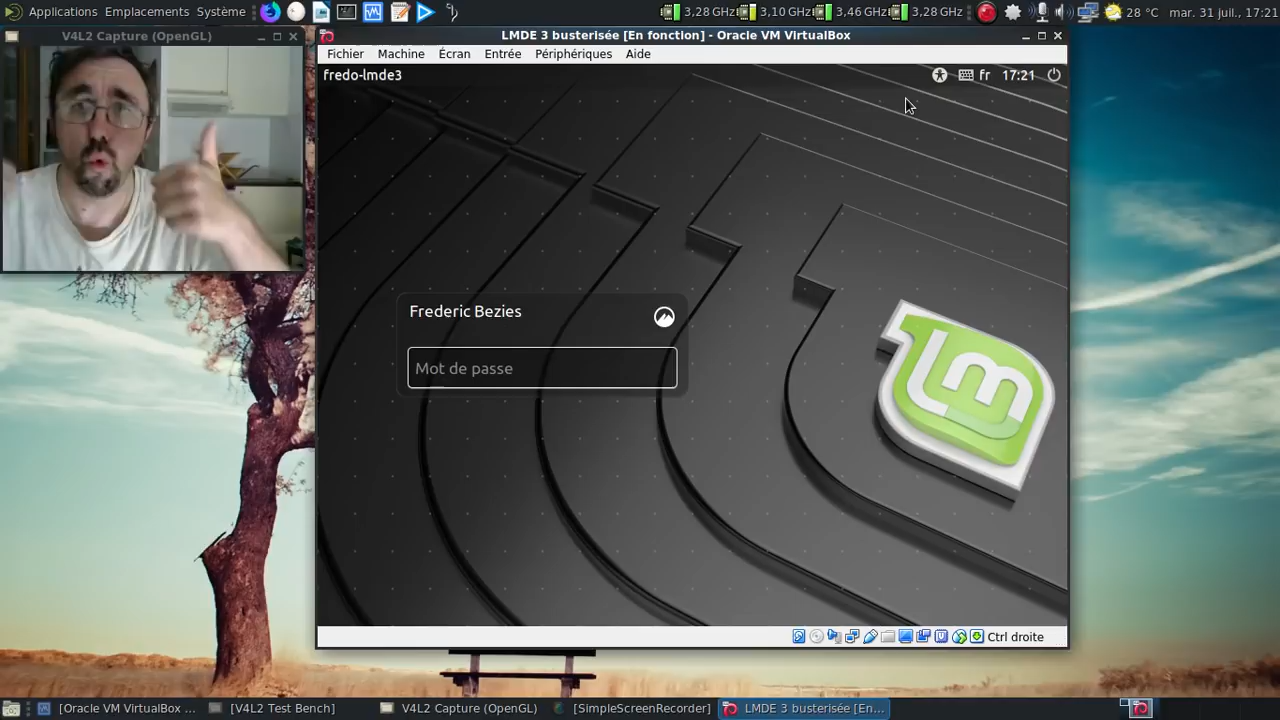 Applications Emplacements Système
3,28 GHz 3,10 GHz 3,46 GHz 3,28 GHz 28 °C mar. 31 juil., 17:21
V4L2 Capture (OpenGL)
LMDE 3 busterisée [En fonction] - Oracle VM VirtualBox
Fichier Machine Écran Entrée Périphériques Aide
fredo-lmde3 fr 17:21
Frederic Bezies
Mot de passe
lm
Ctrl droite
[Oracle VM VirtualBox ... [V4L2 Test Bench] V4L2 Capture (OpenGL) [SimpleScreenRecorder] LMDE 3 busterisée [En...